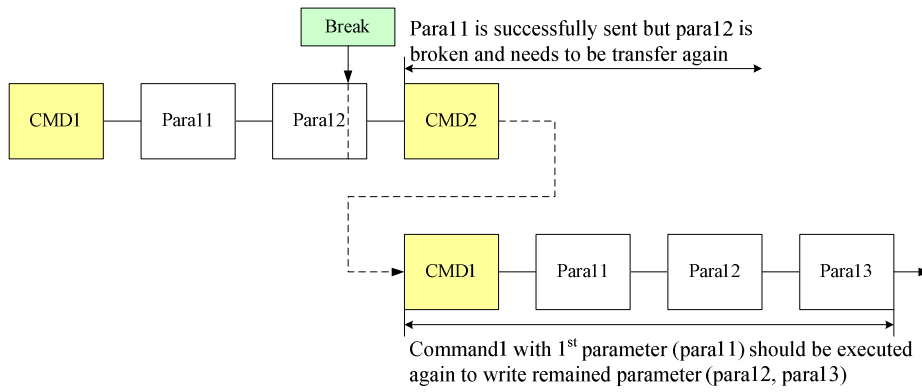 Break
Para11 is successfully sent but para12 is
broken and needs to be transfer again
CMD1
Para11
Para12
CMD2
CMD1
Para11
Para12
Para13
Command1 with 1st parameter (para11) should be executed
again to write remained parameter (para12, para13)